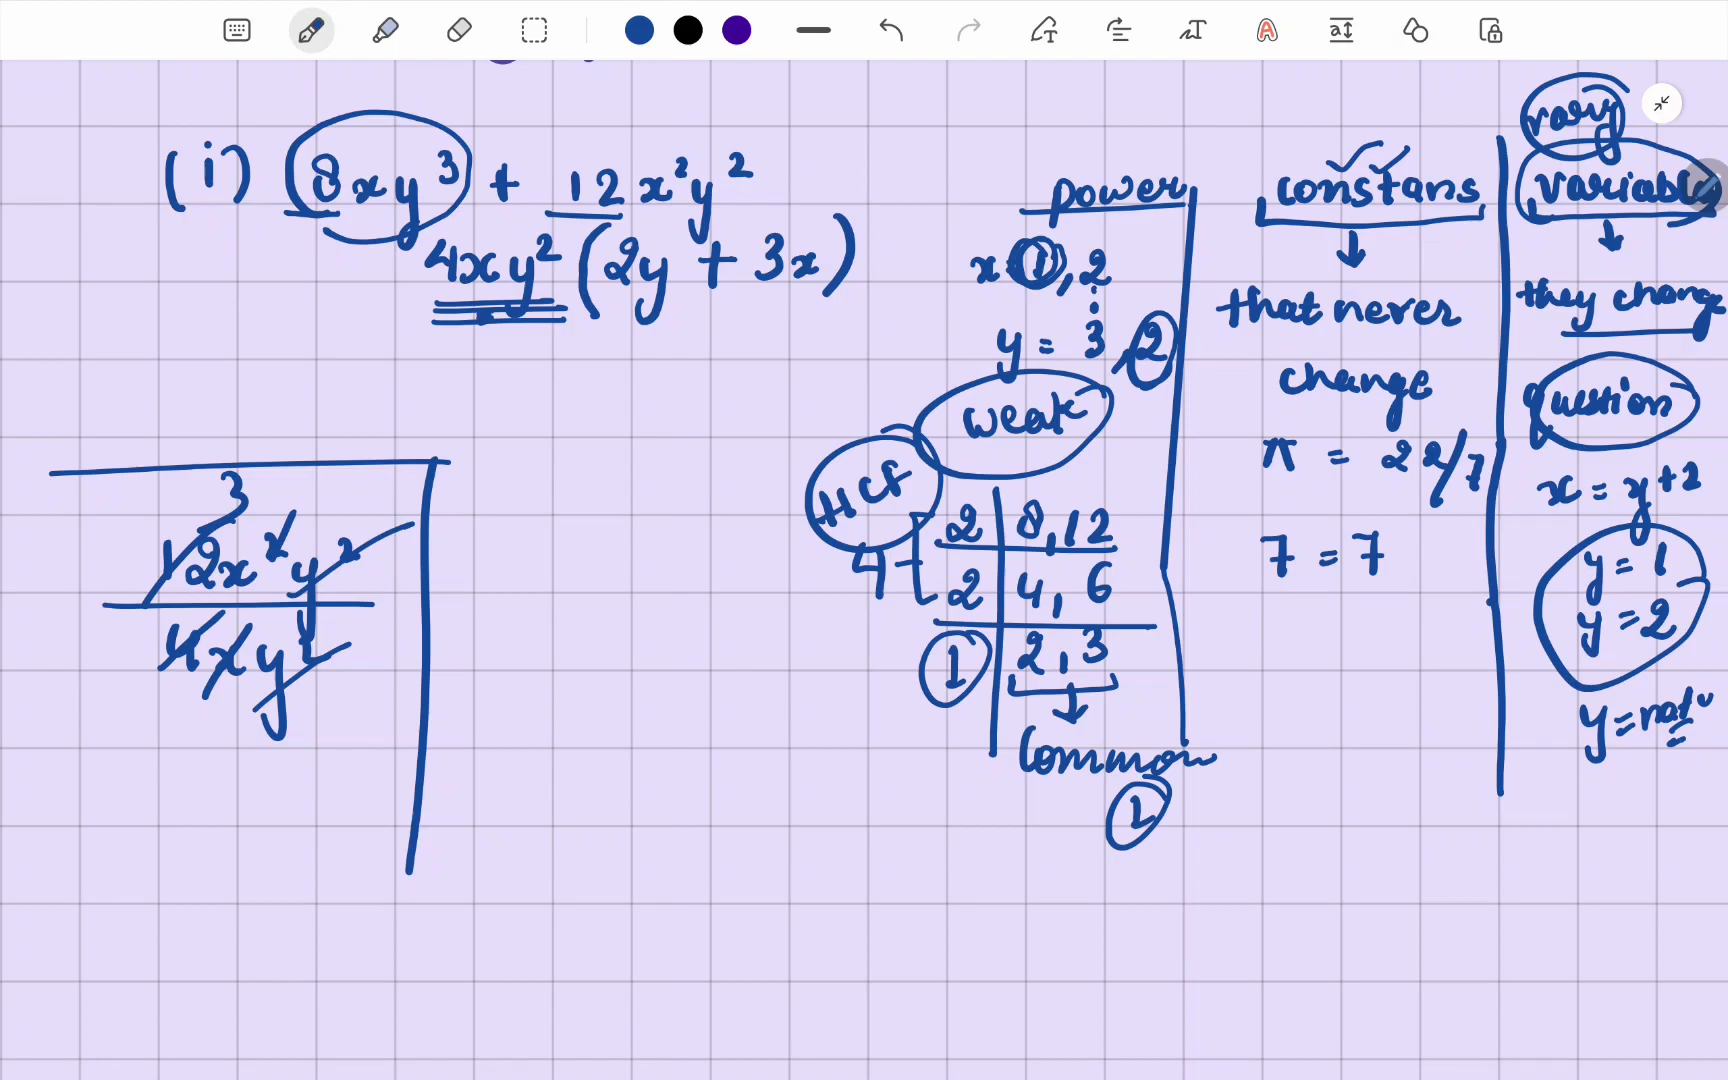 (i) 8xy³ + 12x²y²
4xy² (2y + 3x)
3
12x²y²
4xy²
power
x = 1, 2
y = 3, 2
weak
HCF
2 | 8, 12
4 2 | 4, 6
1 2, 3
Common
1
constans
that never
change
π = 22/7
7 = 7
vary
variable
they change
question
x = y+2
y = 1
y = 2